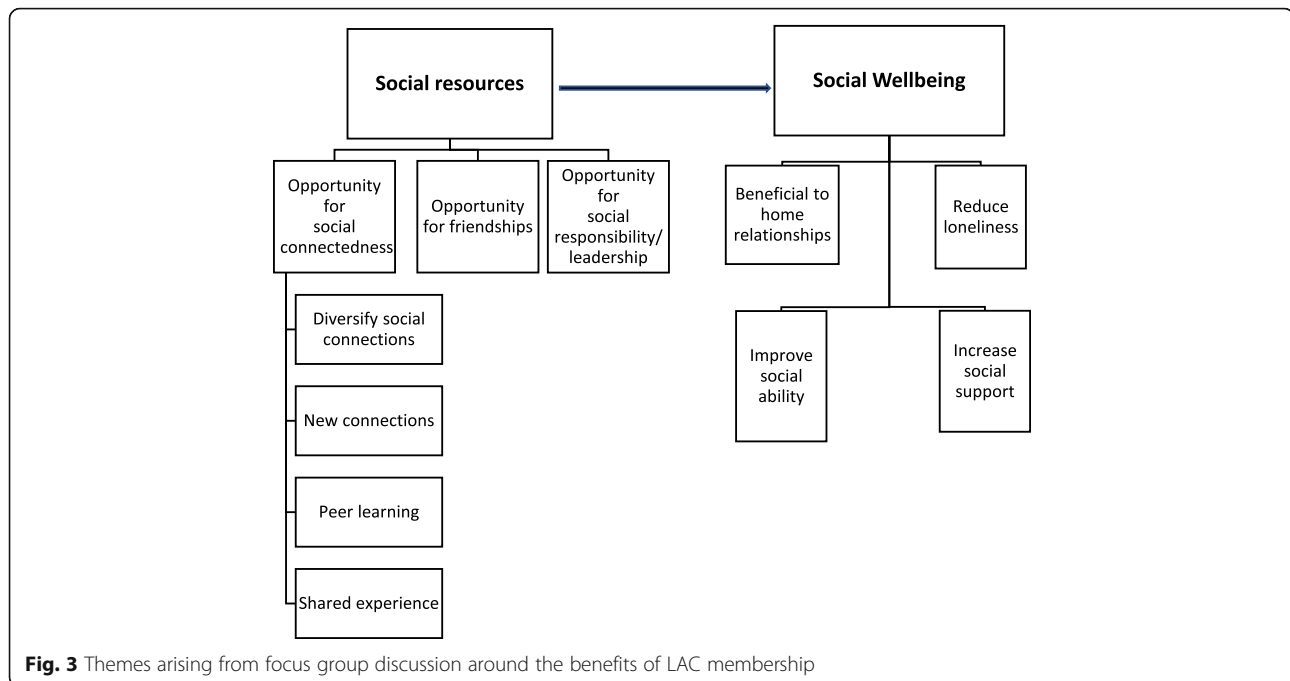 Social resources
Social Wellbeing
Opportunity
for
social
connectedness
Opportunity
for friendships
Opportunity
for
social
responsibility/
leadership
Diversify social
connections
New connections
Peer learning
Shared experience
Beneficial to
home
relationships
Reduce
loneliness
Improve
social
ability
Increase
social
support
Fig. 3 Themes arising from focus group discussion around the benefits of LAC membership